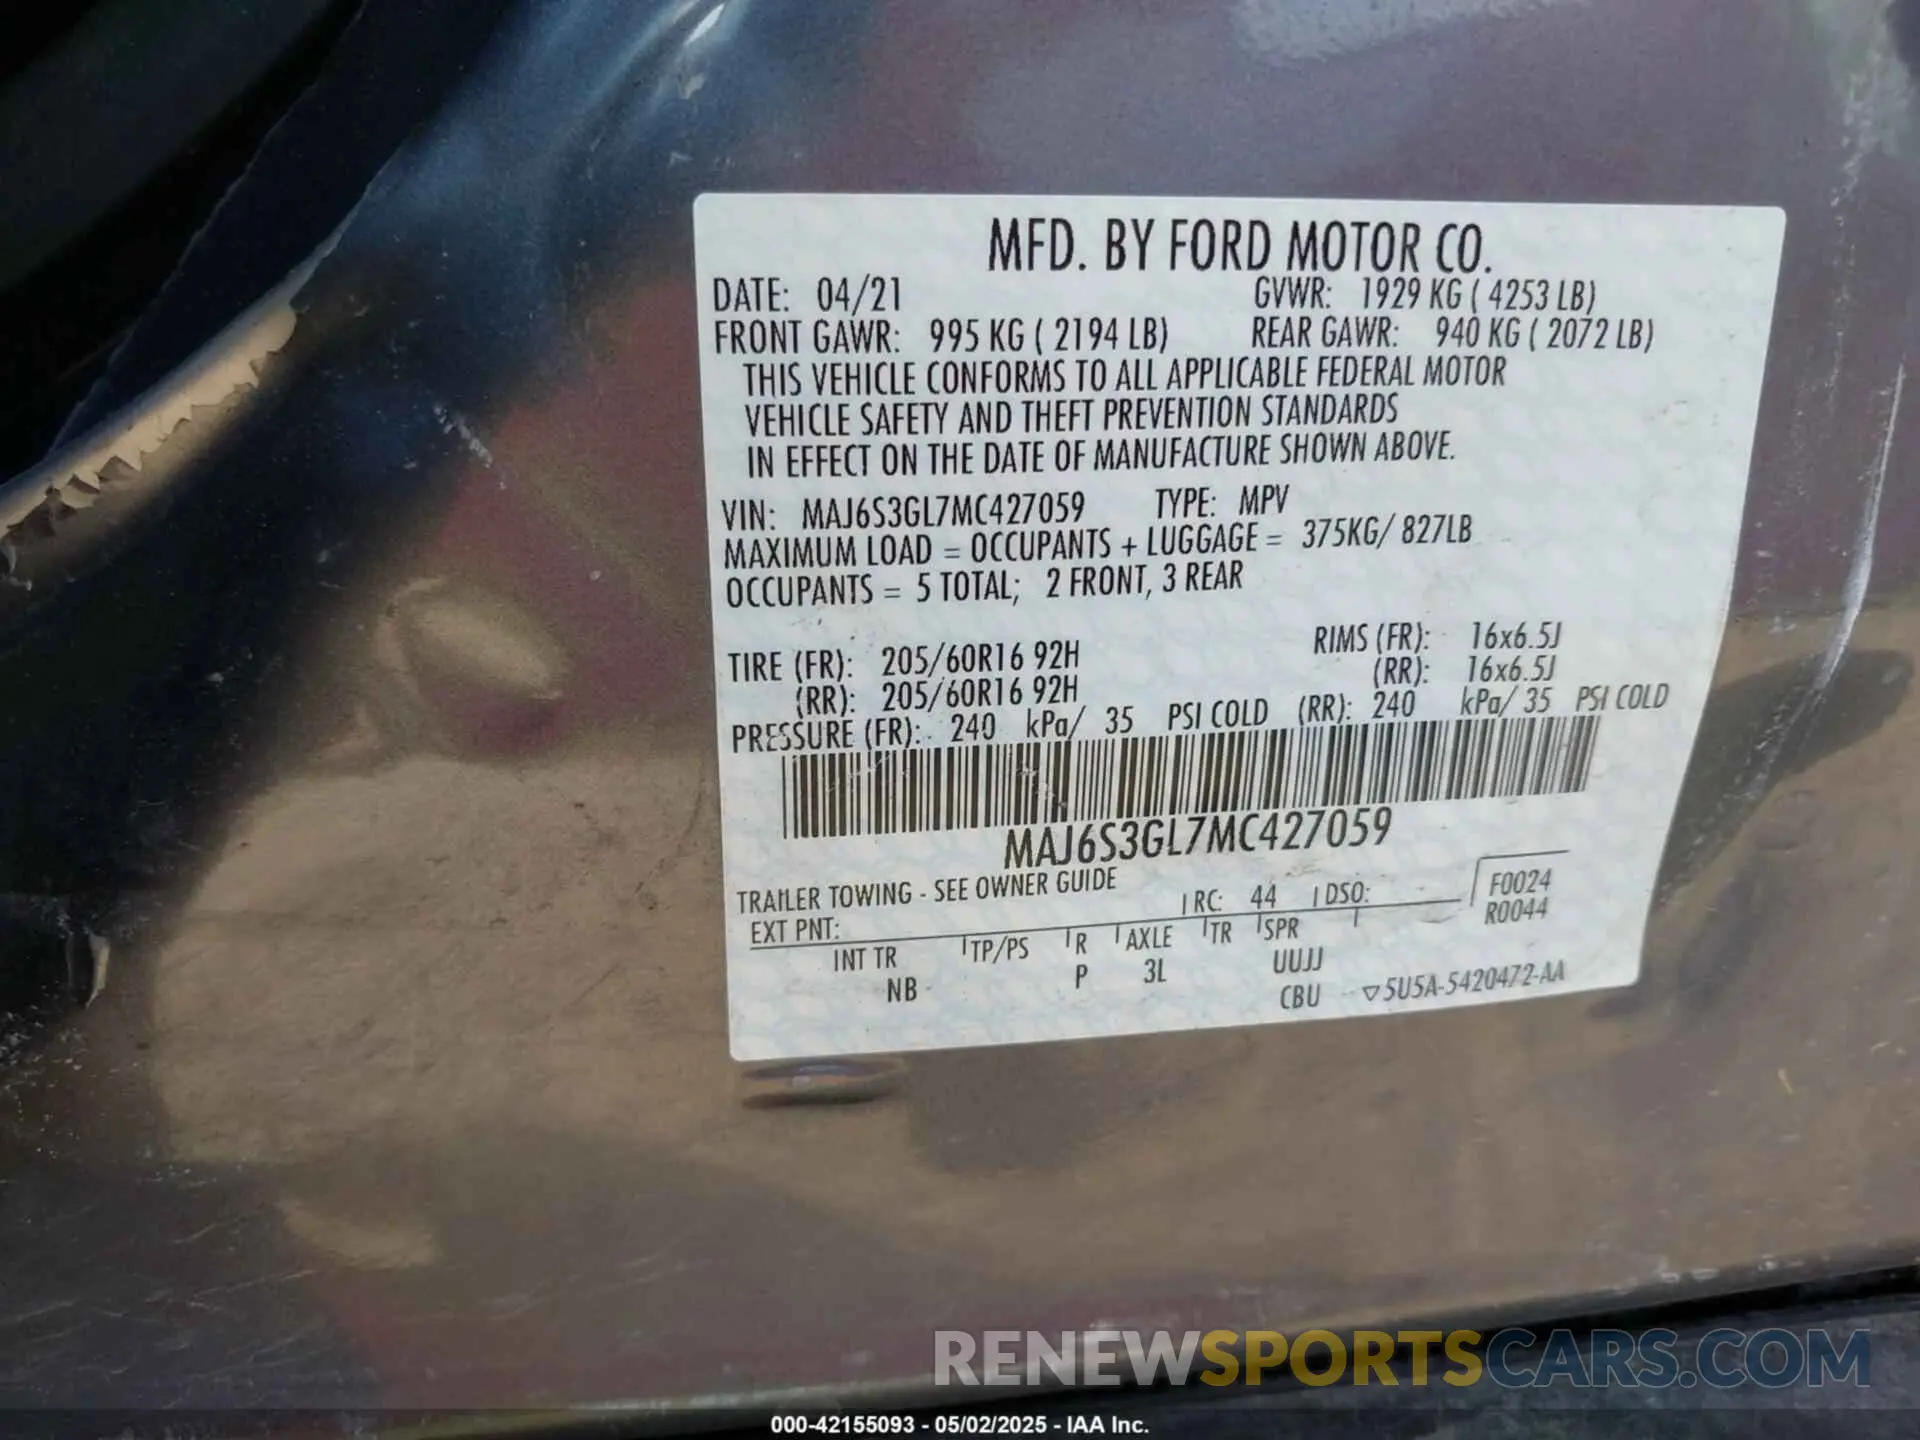 MFD. BY FORD MOTOR CO.
DATE: 04/21 GVWR: 1929 KG ( 4253 LB)
FRONT GAWR: 995 KG ( 2194 LB) REAR GAWR: 940 KG ( 2072 LB)
THIS VEHICLE CONFORMS TO ALL APPLICABLE FEDERAL MOTOR
VEHICLE SAFETY AND THEFT PREVENTION STANDARDS
IN EFFECT ON THE DATE OF MANUFACTURE SHOWN ABOVE.
VIN: MAJ6S3GL7MC427059 TYPE: MPV
MAXIMUM LOAD = OCCUPANTS + LUGGAGE = 375KG/ 827LB
OCCUPANTS = 5 TOTAL; 2 FRONT, 3 REAR
TIRE (FR): 205/60R16 92H RIMS (FR): 16x6.5J
(RR): 205/60R16 92H (RR): 16x6.5J
PRESSURE (FR): 240 kPa/ 35 PSI COLD (RR): 240 kPa/ 35 PSI COLD
MAJ6S3GL7MC427059
TRAILER TOWING - SEE OWNER GUIDE
EXT PNT: RC: 44 DSO: F0024
R0044
INT TR TP/PS R AXLE TR SPR
NB P 3L UUJJ
CBU ▽5U5A-5420472-AA
RENEWSPORTSCARS.COM
000-42155093 - 05/02/2025 - IAA Inc.